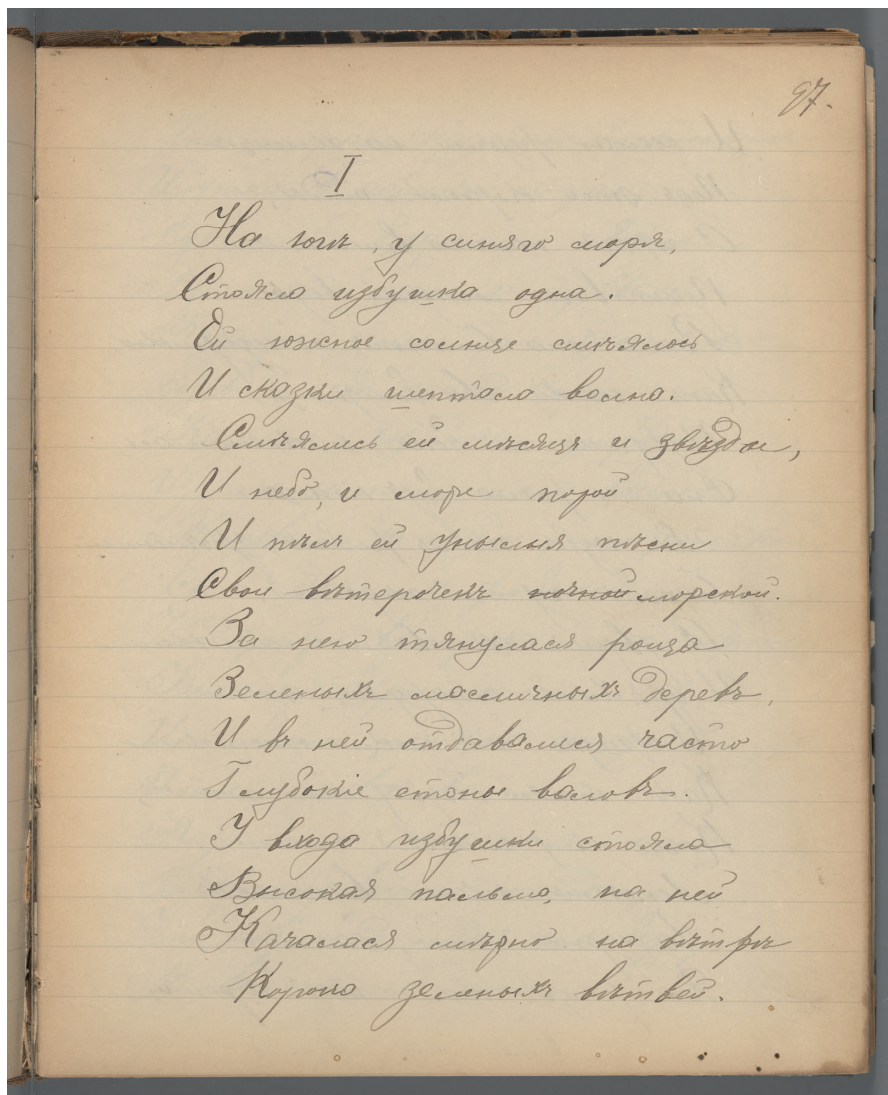 97.
I
На югѣ, у синяго моря,
Стояла избушка одна.
Ей южное солнце смѣялось
И сказки шептала волна.
Смѣялись ей мѣсяцъ и звѣзды,
И небо, и море порой
И пѣлъ ей унылыя пѣсни
Свои вѣтерочекъ ночной морской.
За нею тянулася роща
Зеленыхъ масличныхъ деревъ,
И въ ней отдавалися часто
Глубокіе стоны валовъ.
У входа избушки стояла
Высокая пальма, на ней
Качалася мѣрно на вѣтрѣ
Корона зеленыхъ вѣтвей.